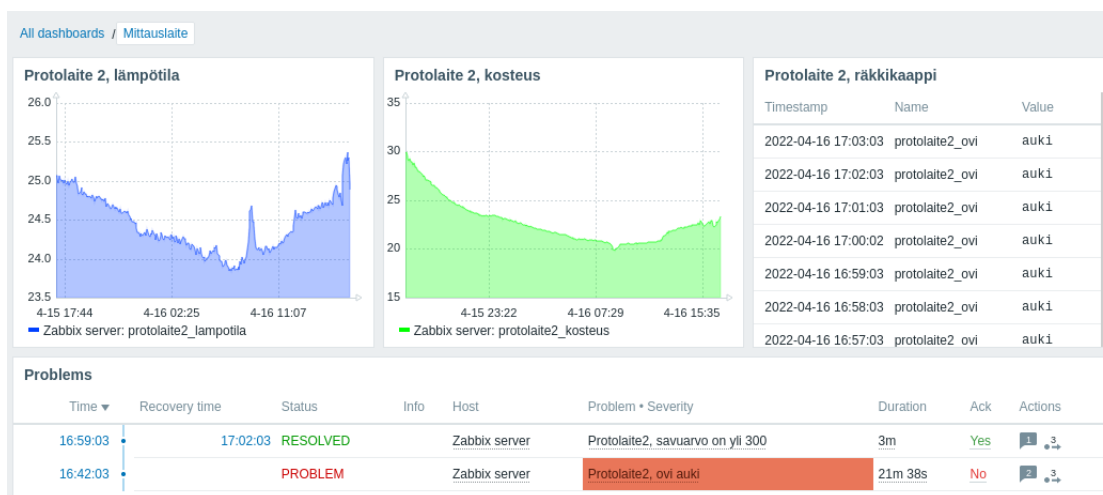 All dashboards / Mittauslaite
Protolaite 2, lämpötila
26.0
25.5
25.0
24.5
24.0
23.5
4-15 17:44 4-16 02:25 4-16 11:07
Zabbix server: protolaite2_lampotila
Protolaite 2, kosteus
35
30
25
20
15
4-15 23:22 4-16 07:29 4-16 15:35
Zabbix server: protolaite2_kosteus
Protolaite 2, räkkikaappi
Timestamp Name Value
2022-04-16 17:03:03 protolaite2_ovi auki
2022-04-16 17:02:03 protolaite2_ovi auki
2022-04-16 17:01:03 protolaite2_ovi auki
2022-04-16 17:00:02 protolaite2_ovi auki
2022-04-16 16:59:03 protolaite2_ovi auki
2022-04-16 16:58:03 protolaite2_ovi auki
2022-04-16 16:57:03 protolaite2_ovi auki
Problems
Time ▼ Recovery time Status Info Host Problem • Severity Duration Ack Actions
16:59:03 17:02:03 RESOLVED Zabbix server Protolaite2, savuarvo on yli 300 3m Yes 1 3
16:42:03 PROBLEM Zabbix server Protolaite2, ovi auki 21m 38s No 2 3